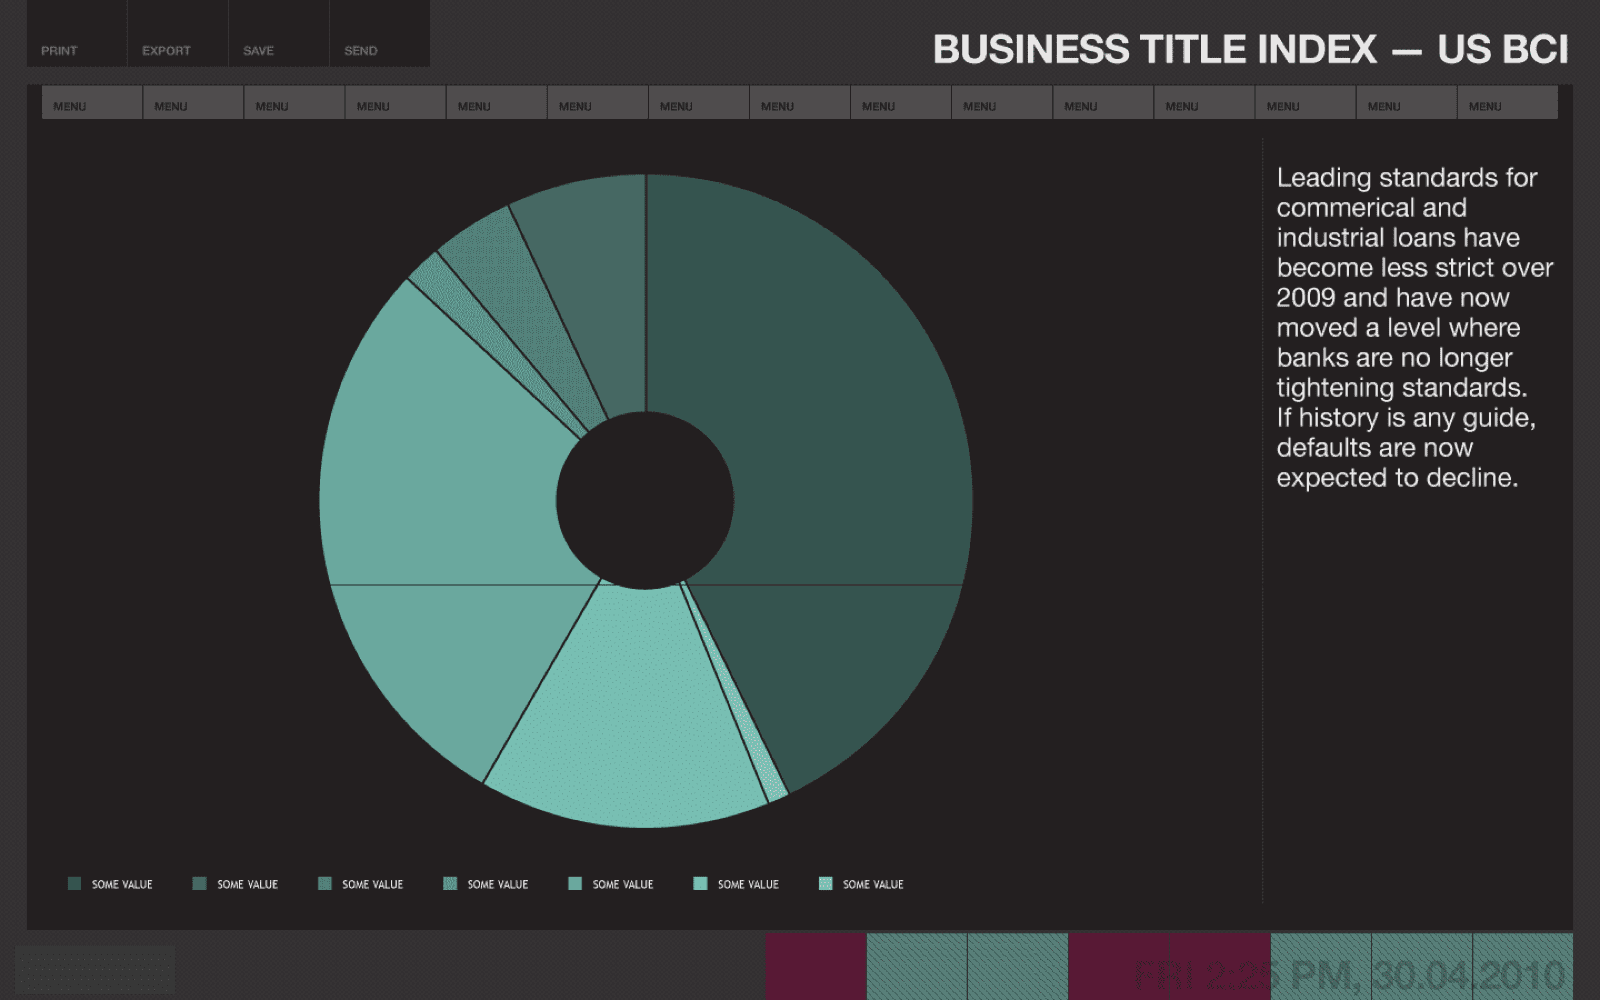 PRINT EXPORT SAVE SEND
BUSINESS TITLE INDEX — US BCI
MENU MENU MENU MENU MENU MENU MENU MENU MENU MENU MENU MENU MENU MENU MENU
Leading standards for
commerical and
industrial loans have
become less strict over
2009 and have now
moved a level where
banks are no longer
tightening standards.
If history is any guide,
defaults are now
expected to decline.
SOME VALUE SOME VALUE SOME VALUE SOME VALUE SOME VALUE SOME VALUE SOME VALUE
FRI 2:25 PM, 30.04.2010